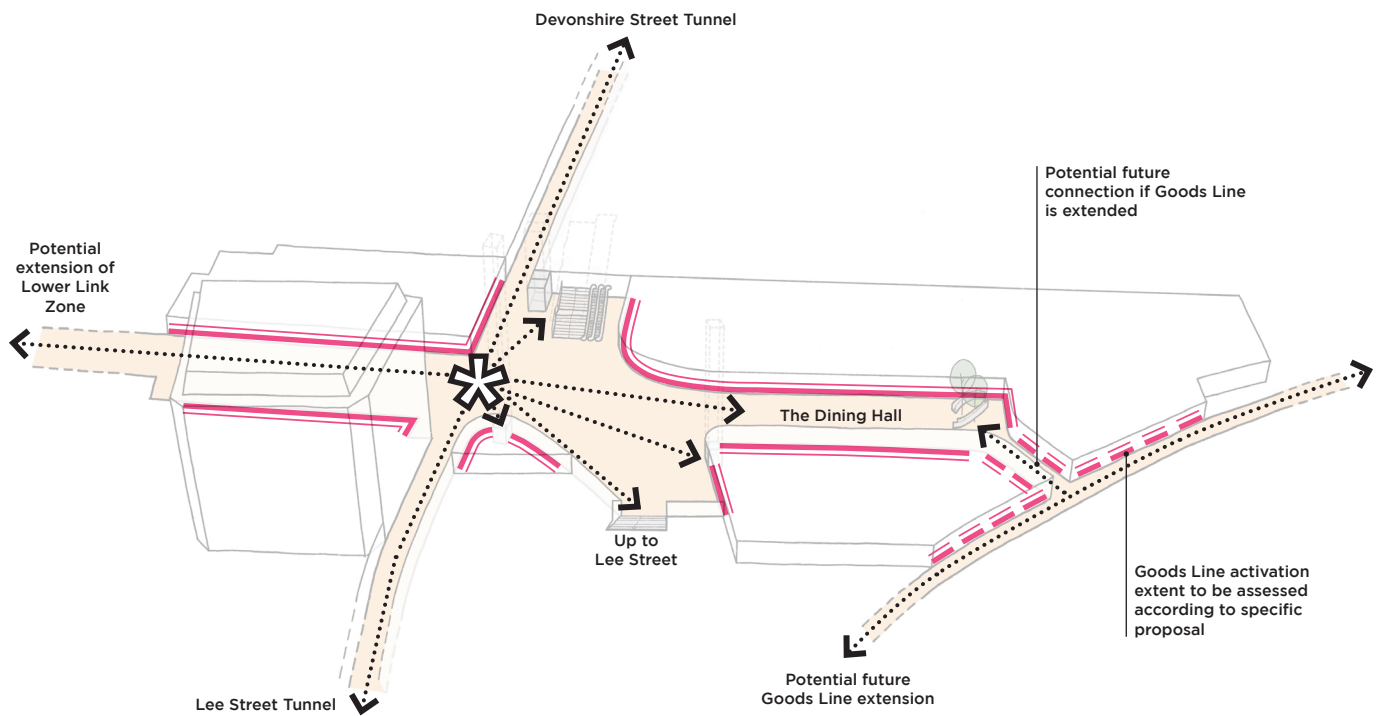 Devonshire Street Tunnel
Potential future
connection if Goods Line
is extended
Potential
extension of
Lower Link
Zone
The Dining Hall
Up to
Lee Street
Goods Line activation
extent to be assessed
according to specific
proposal
Potential future
Goods Line extension
Lee Street Tunnel